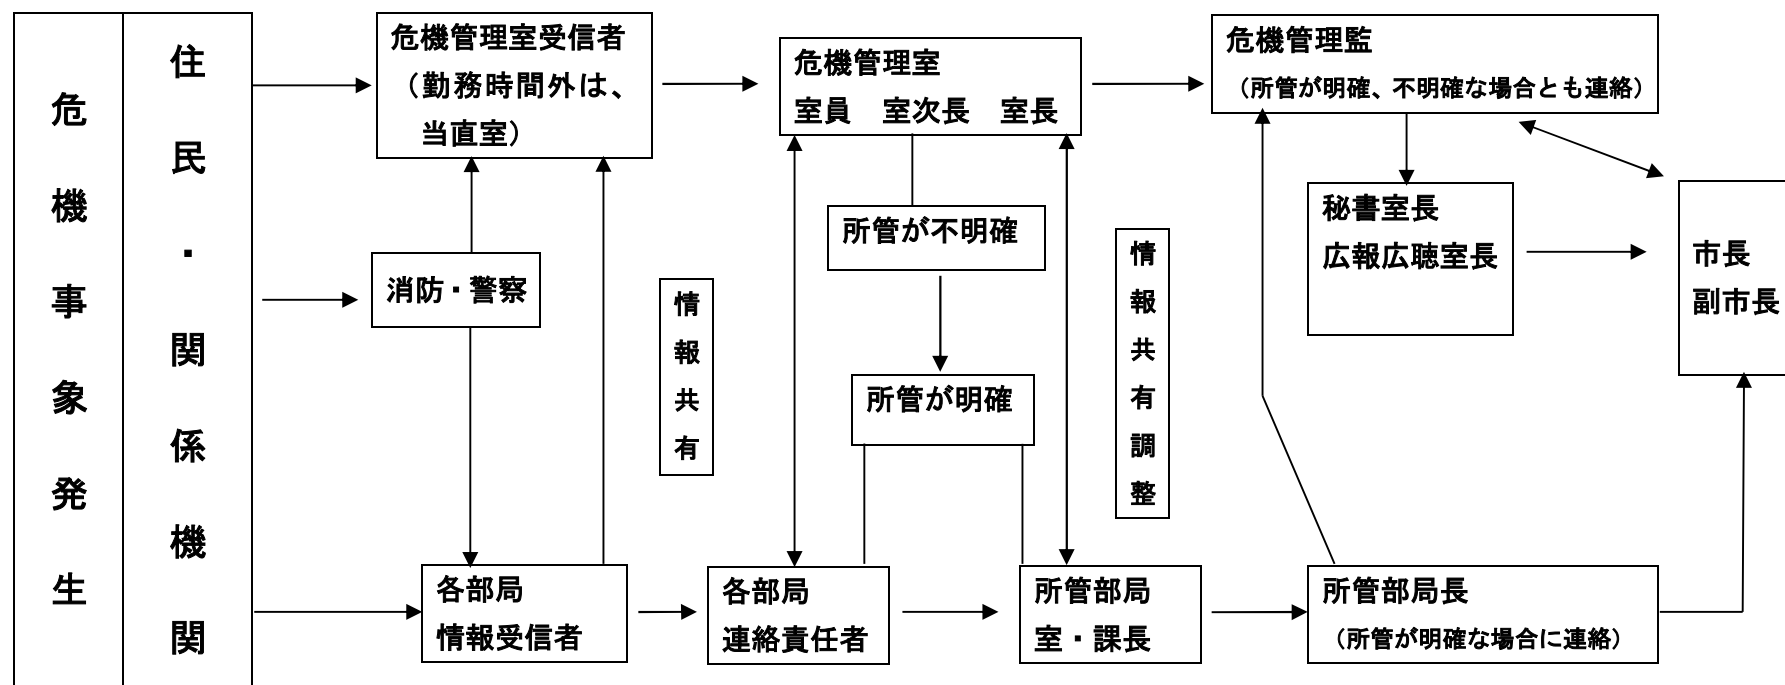 危機事象発生
住民・関係機関
危機管理室受信者
（勤務時間外は、
当直室）
危機管理室
室員　室次長　室長
危機管理監
（所管が明確、不明確な場合とも連絡）
消防・警察
情報共有
所管が不明確
所管が明確
情報共有調整
秘書室長
広報広聴室長
市長
副市長
各部局
情報受信者
各部局
連絡責任者
所管部局
室・課長
所管部局長
（所管が明確な場合に連絡）